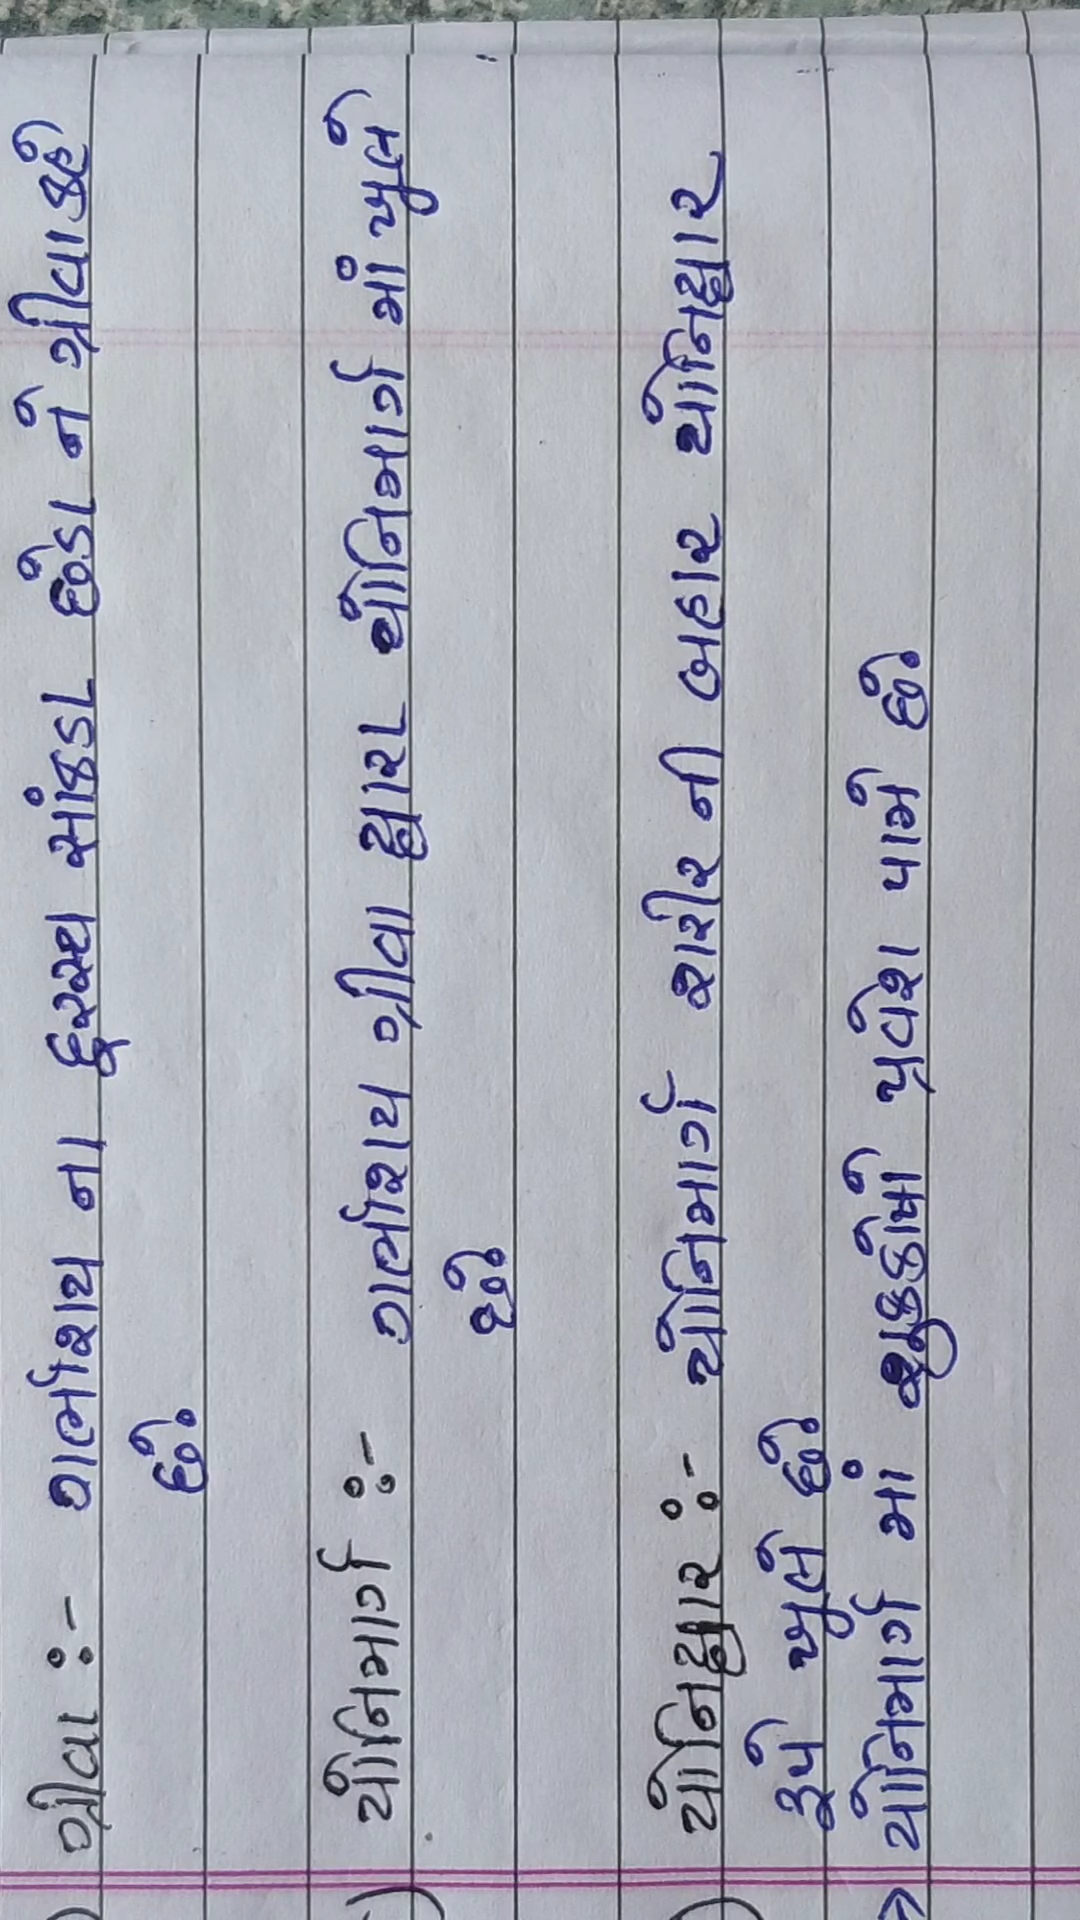 ગ્રીવા :- ગર્ભાશય ના દૂરસ્થ સાંકડા છેડા ને ગ્રીવા કહે
છે.
યોનિમાર્ગ :- ગર્ભાશય ગ્રીવા દ્વારા યોનિમાર્ગ માં ખુલે
છે.
યોનિદ્વાર :- યોનિમાર્ગ શરીર ની બહાર યોનિદ્વાર
રૂપે ખુલે છે.
→ યોનિમાર્ગ માં શુક્રકોષો પ્રવેશ પામે છે.